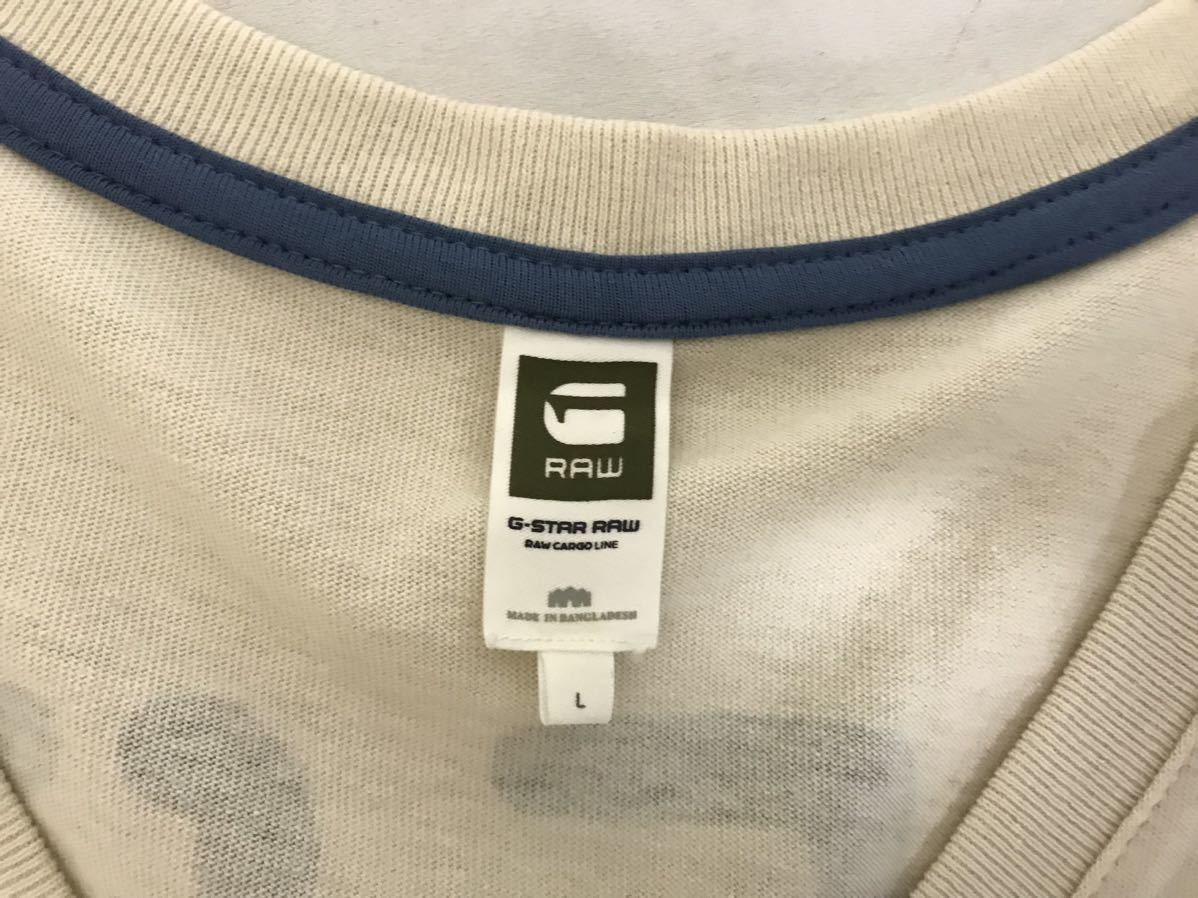 RAW
G-STAR RAW
RAW CARGO LINE
MADE IN BANGLADESH
L